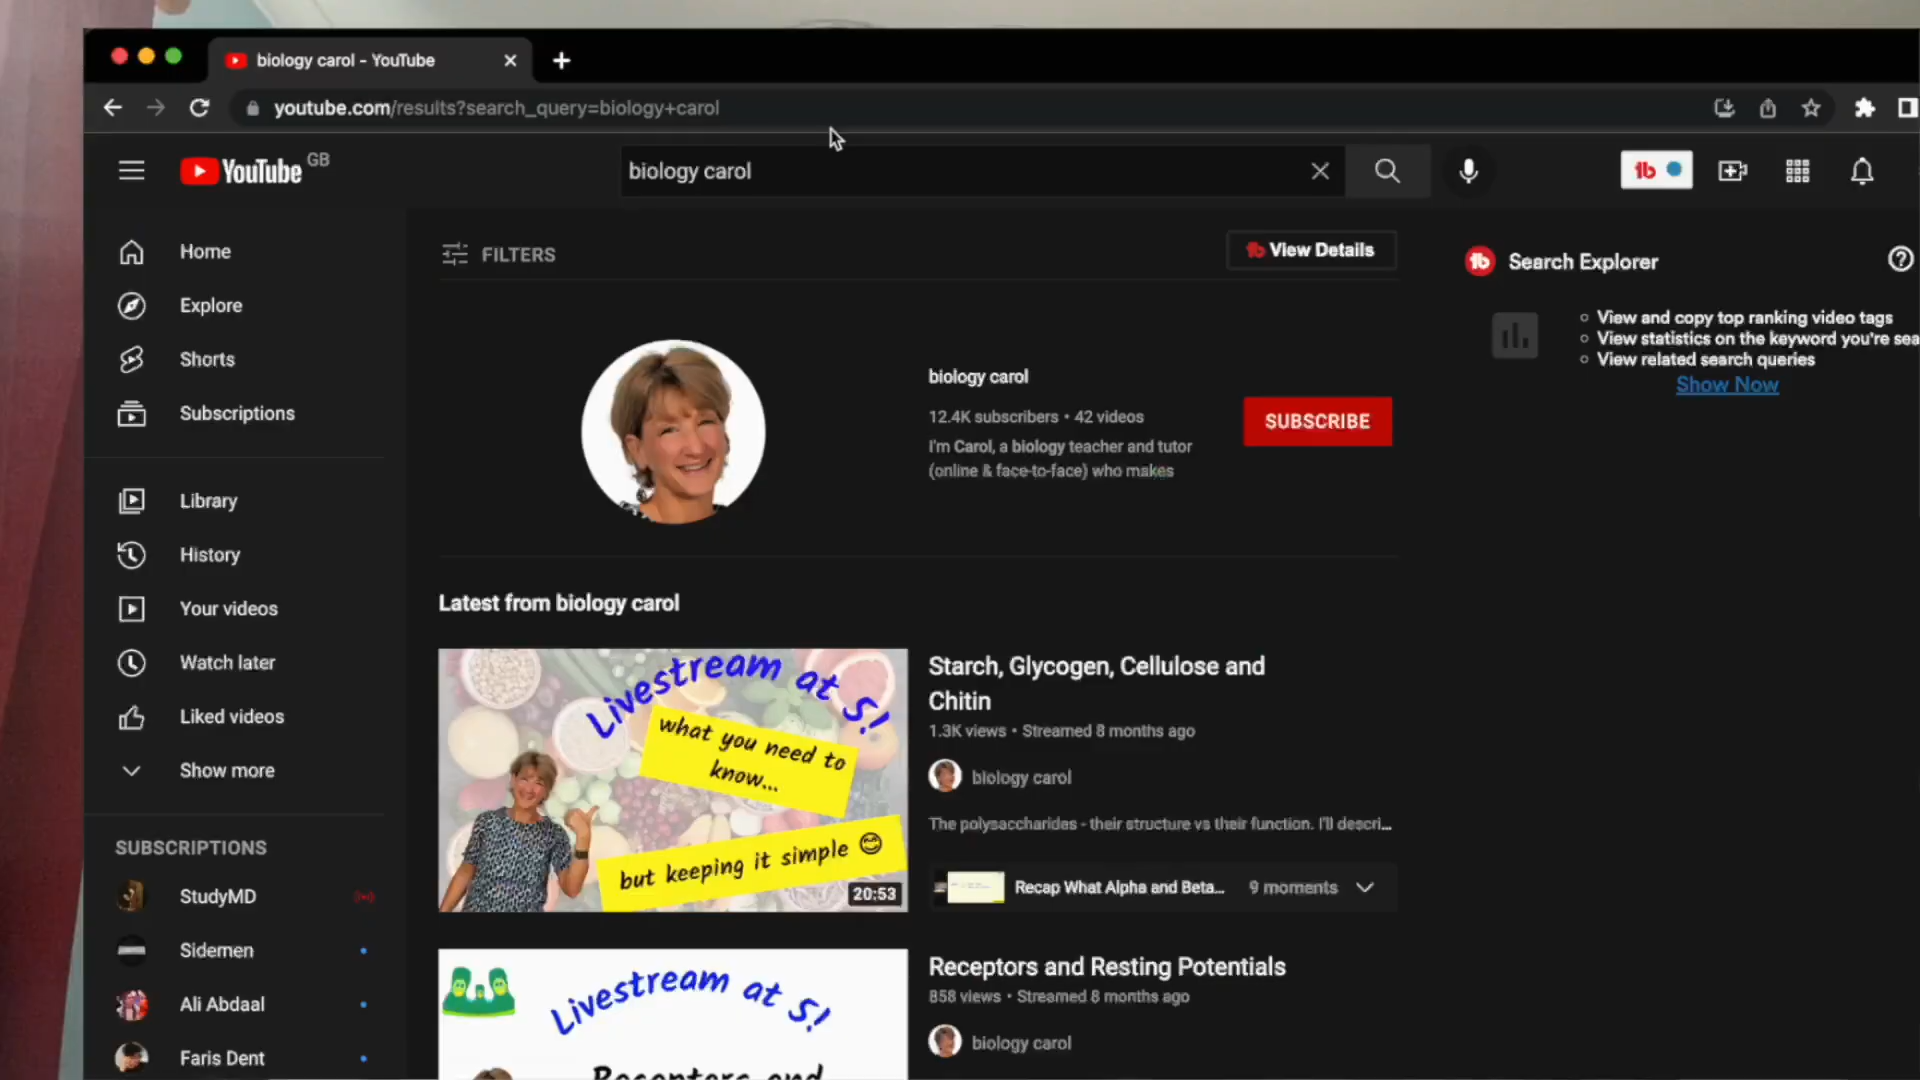 biology carol - YouTube
youtube.com/results?search_query=biology+carol
YouTube GB
biology carol
Home
Explore
Shorts
Subscriptions
Library
History
Your videos
Watch later
Liked videos
Show more
SUBSCRIPTIONS
StudyMD
Sidemen
Ali Abdaal
Faris Dent
FILTERS
View Details
biology carol
12.4K subscribers • 42 videos
I'm Carol, a biology teacher and tutor
(online & face-to-face) who makes
SUBSCRIBE
Latest from biology carol
Livestream at 5!
what you need to
know...
but keeping it simple
20:53
Starch, Glycogen, Cellulose and
Chitin
1.3K views • Streamed 8 months ago
biology carol
The polysaccharides - their structure vs their function. I'll descri...
Recap What Alpha and Beta... 9 moments
Livestream at 5!
Receptors and
Receptors and Resting Potentials
858 views • Streamed 8 months ago
biology carol
Search Explorer
View and copy top ranking video tags
View statistics on the keyword you're sea
View related search queries
Show Now